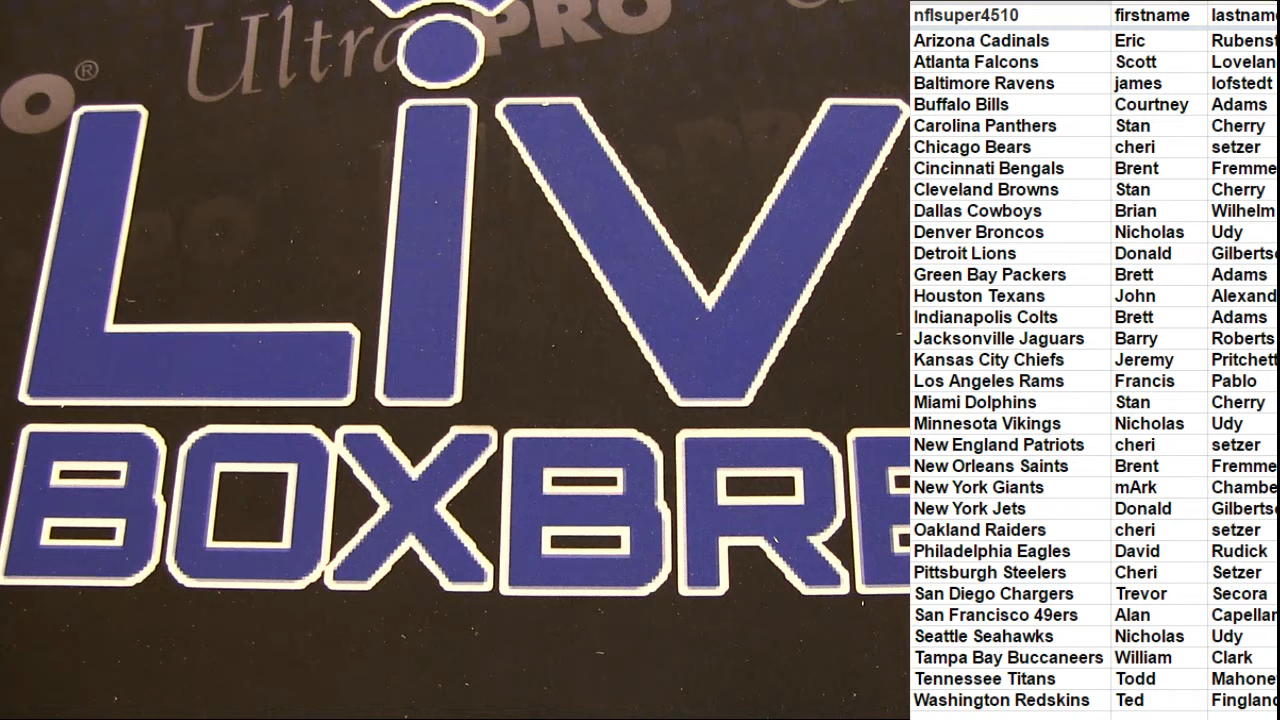 Ultra PRO
O®
LiV
BOXBRE
nflsuper4510 firstname lastnam
Arizona Cadinals Eric Rubenst
Atlanta Falcons Scott Lovelan
Baltimore Ravens james lofstedt
Buffalo Bills Courtney Adams
Carolina Panthers Stan Cherry
Chicago Bears cheri setzer
Cincinnati Bengals Brent Fremme
Cleveland Browns Stan Cherry
Dallas Cowboys Brian Wilhelm
Denver Broncos Nicholas Udy
Detroit Lions Donald Gilbertso
Green Bay Packers Brett Adams
Houston Texans John Alexand
Indianapolis Colts Brett Adams
Jacksonville Jaguars Barry Roberts
Kansas City Chiefs Jeremy Pritchett
Los Angeles Rams Francis Pablo
Miami Dolphins Stan Cherry
Minnesota Vikings Nicholas Udy
New England Patriots cheri setzer
New Orleans Saints Brent Fremme
New York Giants mArk Chambe
New York Jets Donald Gilbertso
Oakland Raiders cheri setzer
Philadelphia Eagles David Rudick
Pittsburgh Steelers Cheri Setzer
San Diego Chargers Trevor Secora
San Francisco 49ers Alan Capellan
Seattle Seahawks Nicholas Udy
Tampa Bay Buccaneers William Clark
Tennessee Titans Todd Mahone
Washington Redskins Ted Fingland